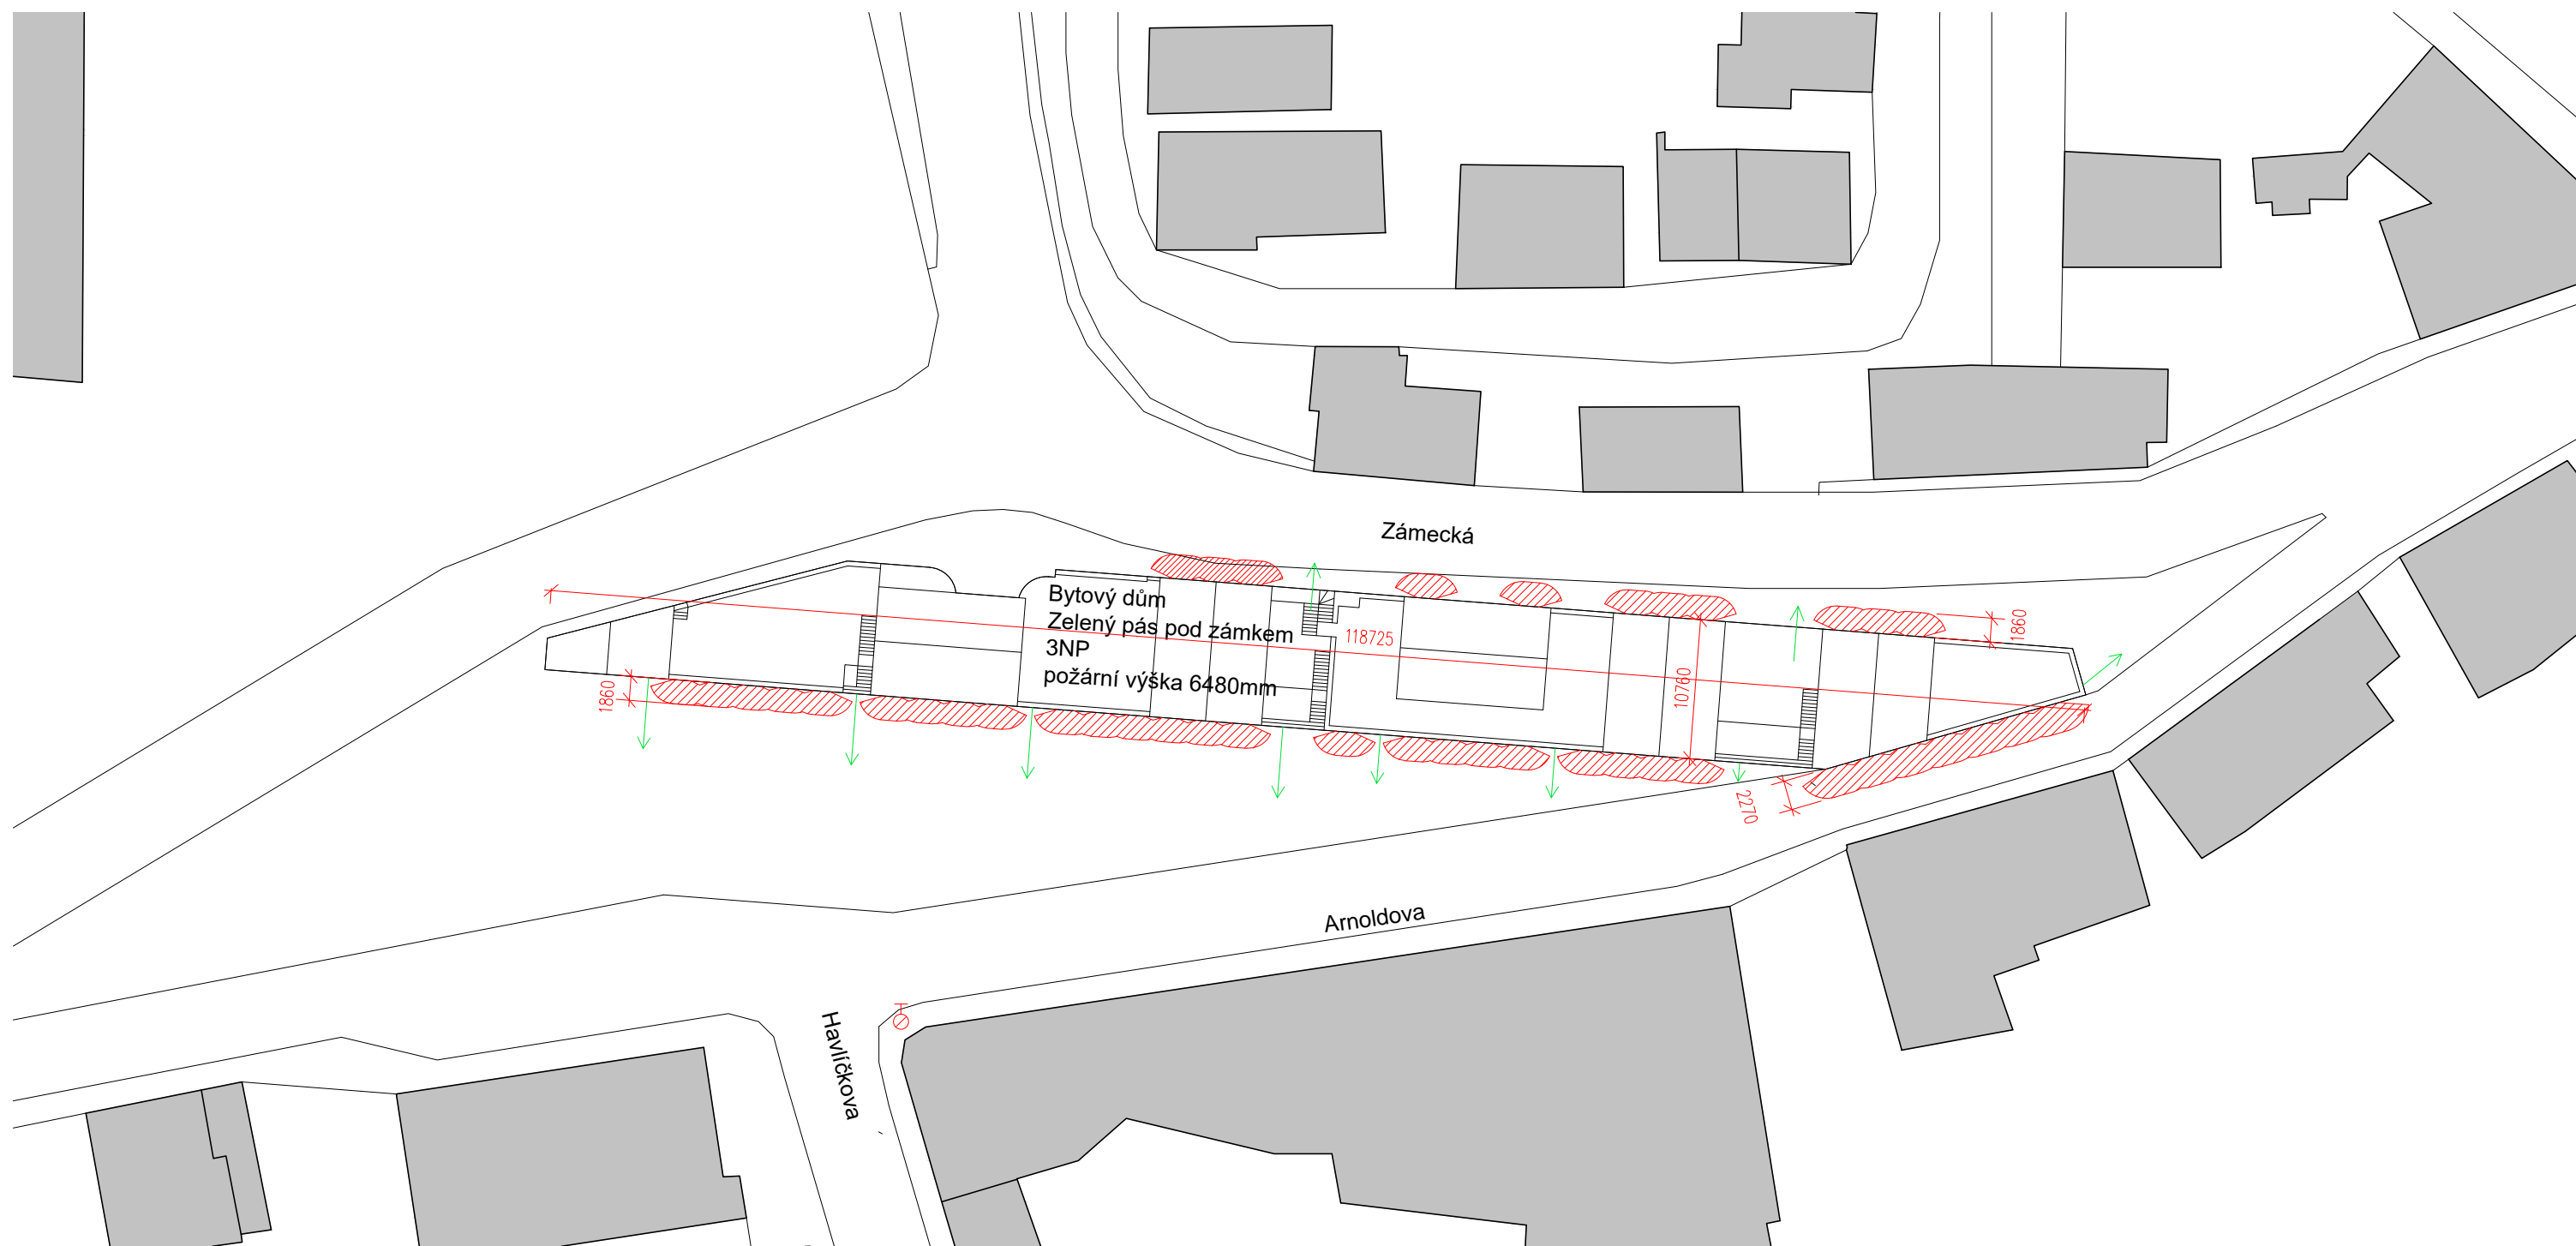 Zámecká
Bytový dům
Zelený pás pod zámkem
3NP
požární výška 6480mm
118725
1860
1860
10760
2270
Arnoldova
Havlíčkova